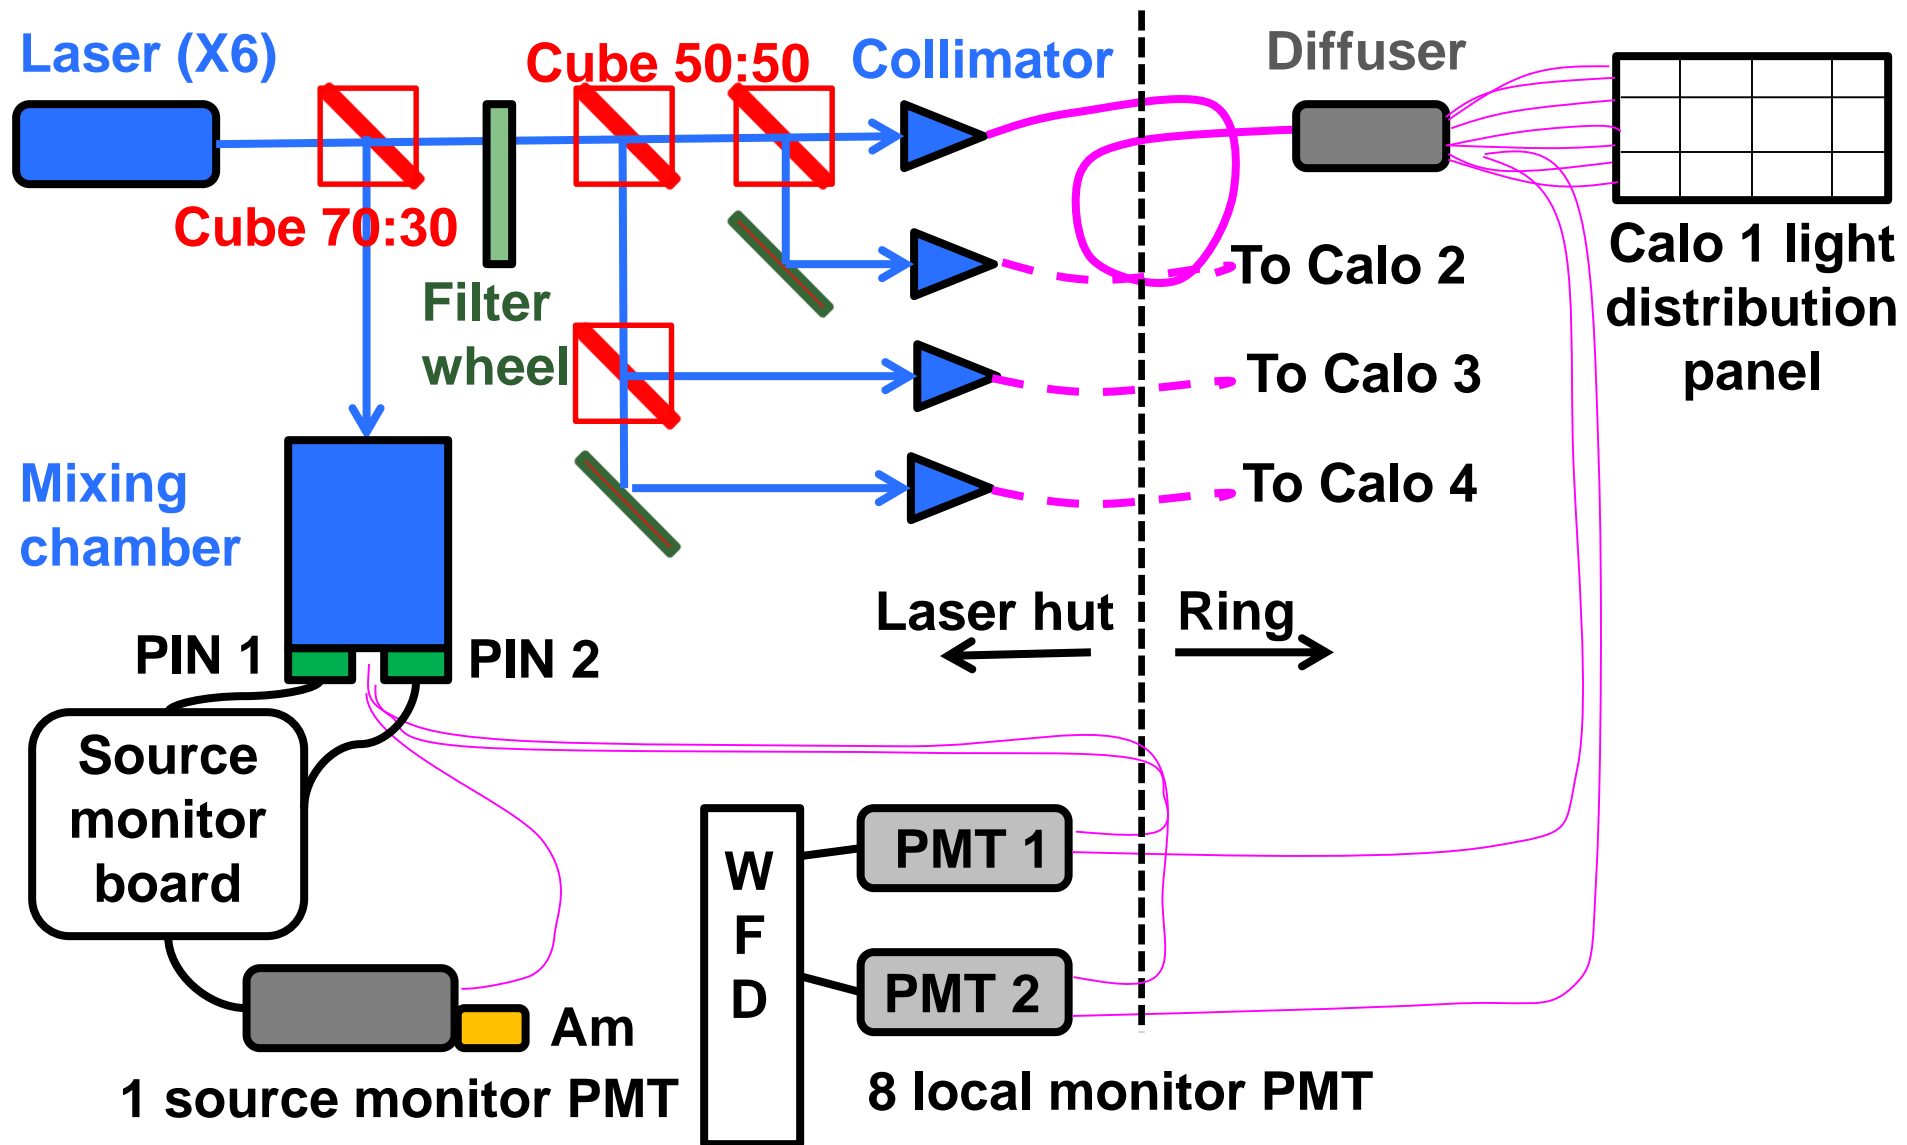 Laser (X6)
Cube 50:50
Collimator
Diffuser
Cube 70:30
Filter
wheel
To Calo 2
To Calo 3
To Calo 4
Calo 1 light
distribution
panel
Mixing
chamber
Laser hut
Ring
PIN 1
PIN 2
Source
monitor
board
W
F
D
PMT 1
PMT 2
Am
1 source monitor PMT
8 local monitor PMT